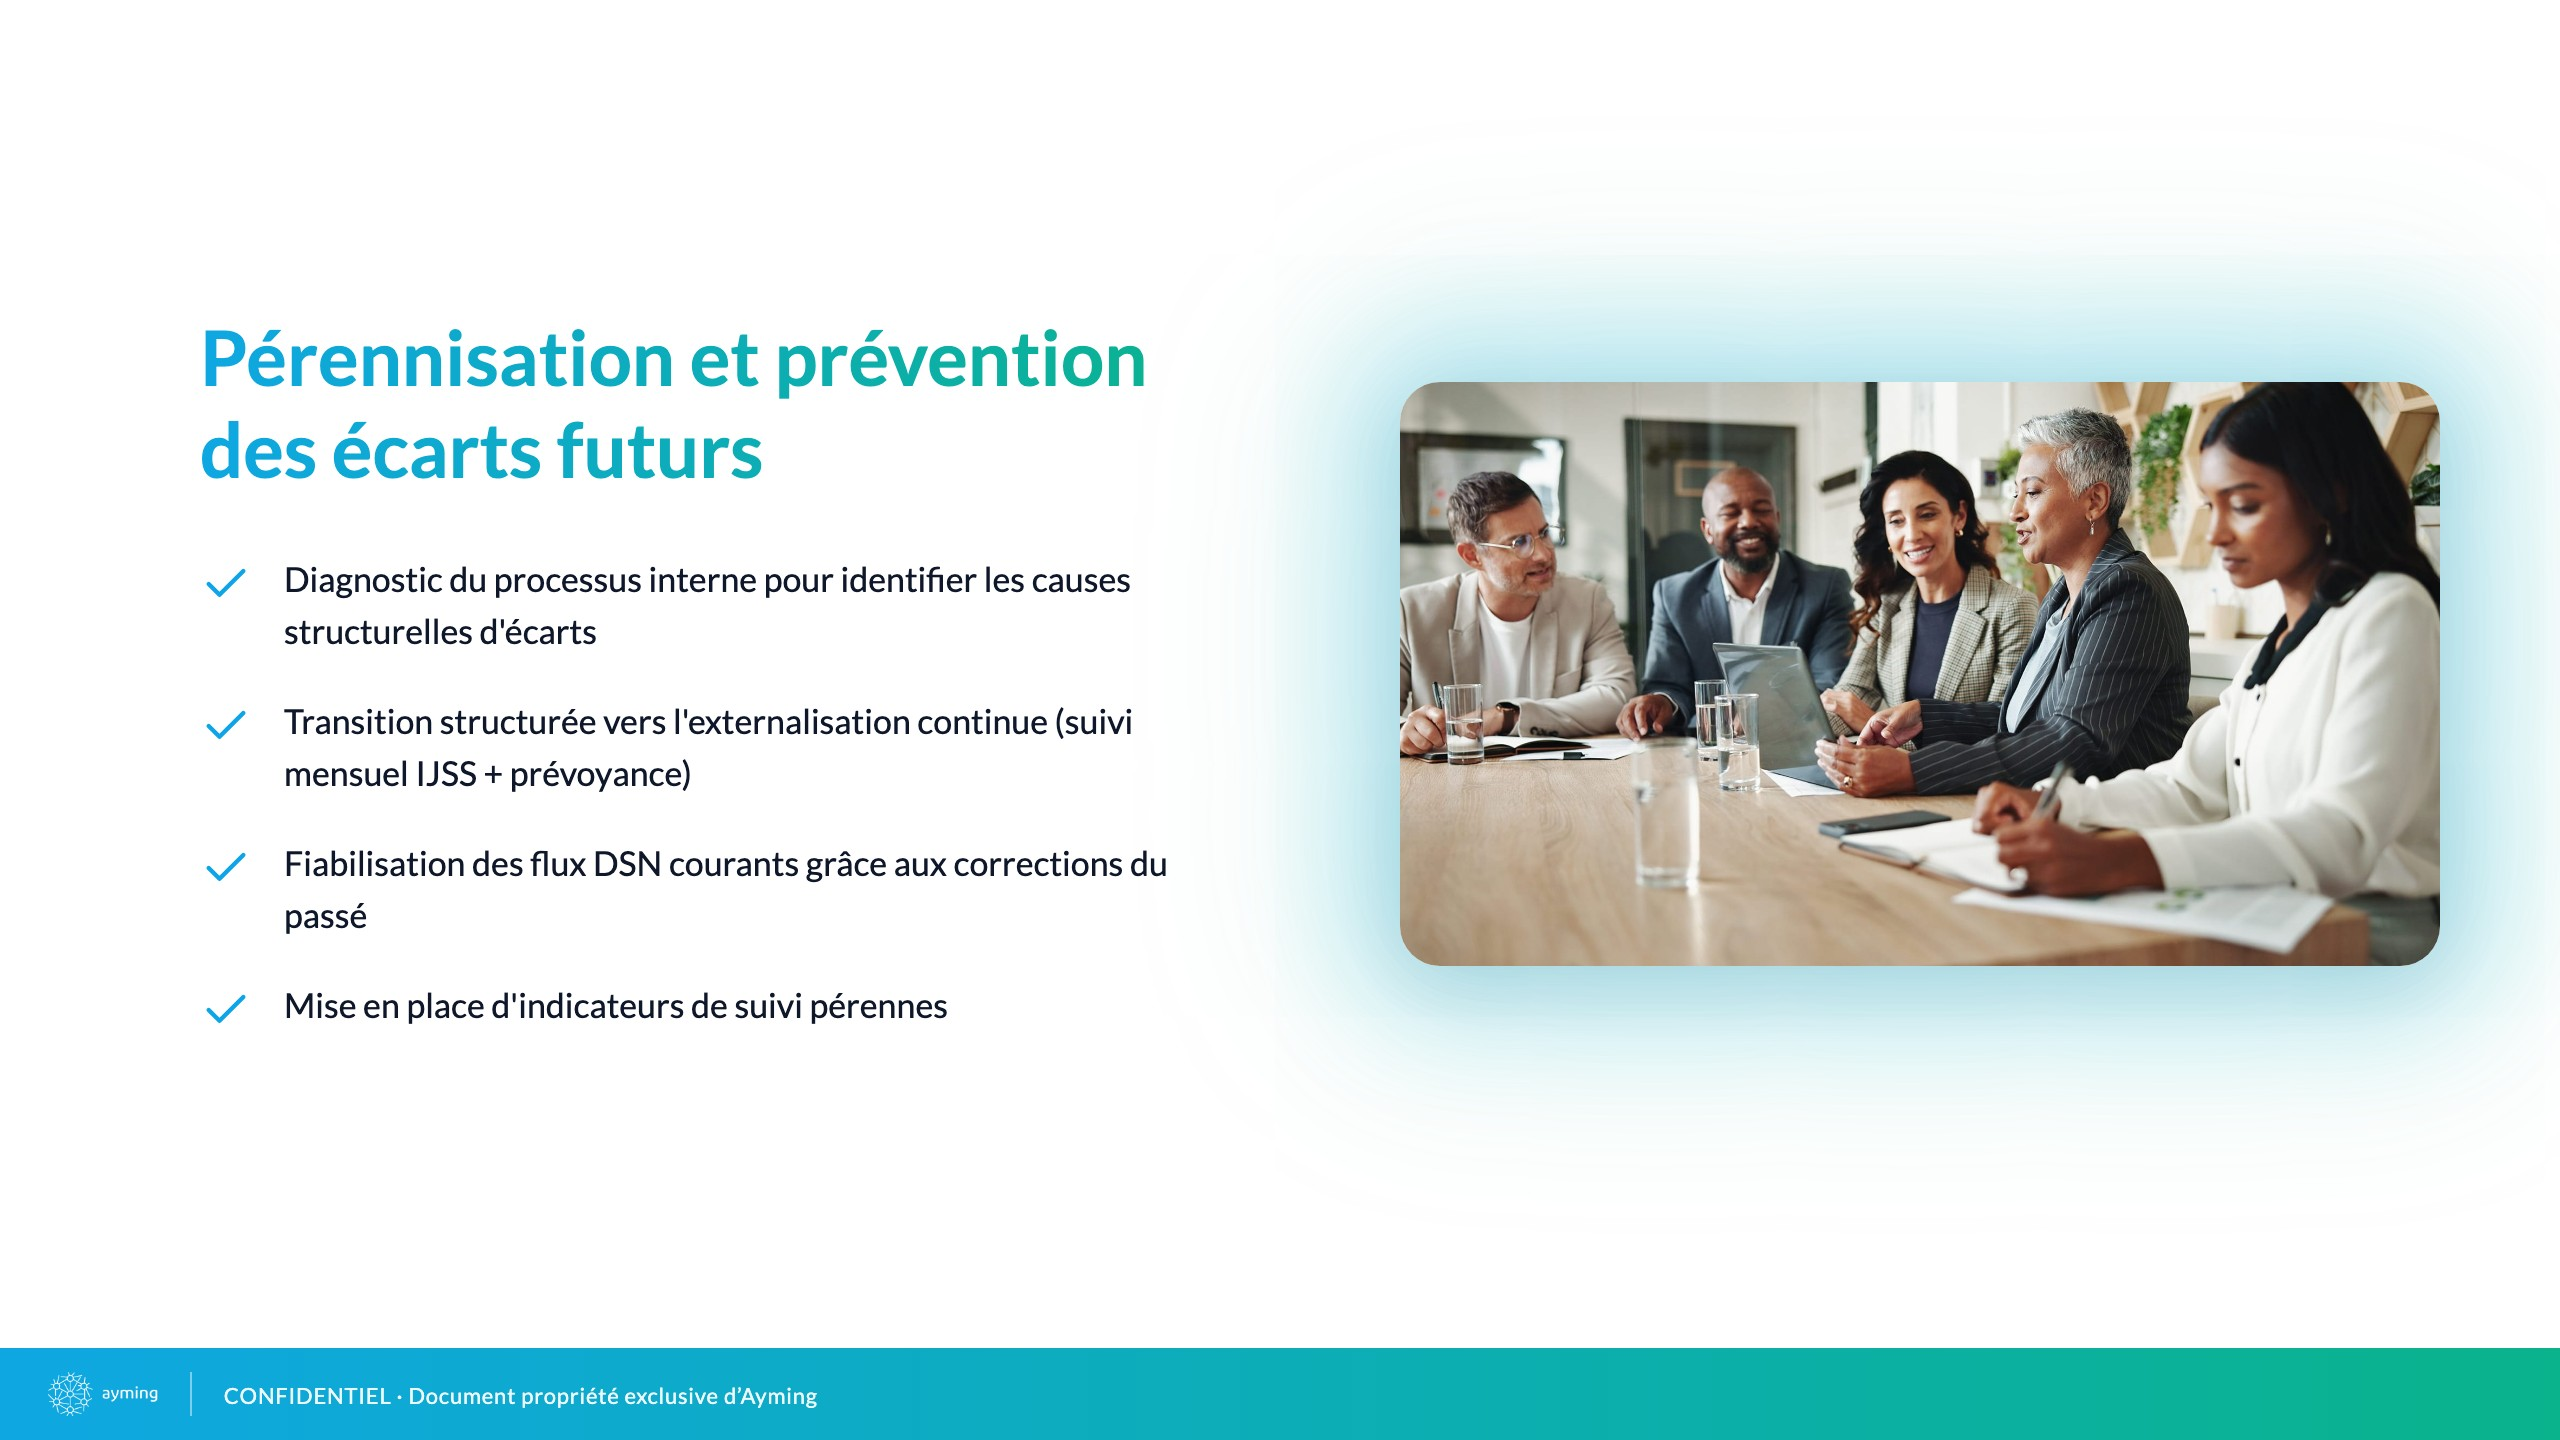 Pérennisation et prévention
des écarts futurs
Diagnostic du processus interne pour identifier les causes
structurelles d'écarts
Transition structurée vers l'externalisation continue (suivi
mensuel IJSS + prévoyance)
Fiabilisation des flux DSN courants grâce aux corrections du
passé
Mise en place d'indicateurs de suivi pérennes
ayming
CONFIDENTIEL · Document propriété exclusive d’Ayming